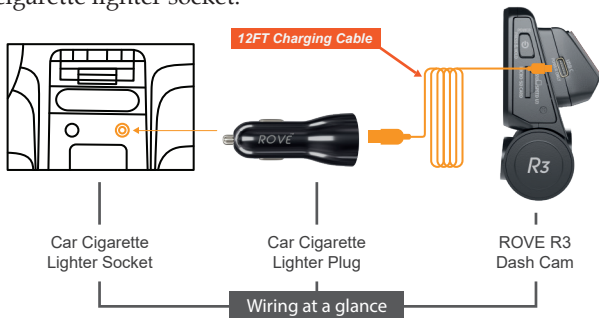 cigarette lighter socket.
12FT Charging Cable
ROVE
R3
Car Cigarette
Lighter Socket
Car Cigarette
Lighter Plug
ROVE R3
Dash Cam
Wiring at a glance